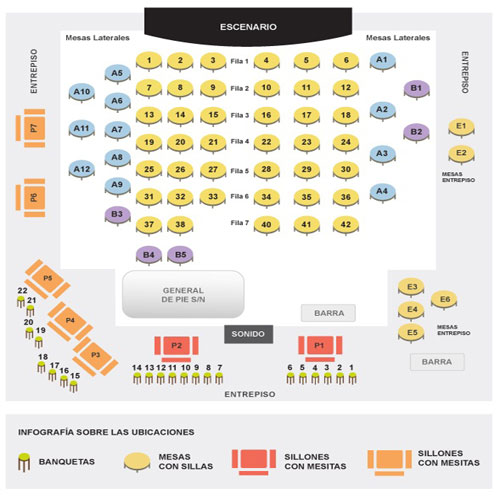 ESCENARIO
Mesas Laterales
Mesas Laterales
ENTREPISO
ENTREPISO
1 2 3 Fila 1 4 5 6 A1
A5
7 8 9 Fila 2 10 11 12 B1
A10 A6
A2
13 14 15 Fila 3 16 17 18
A11 A7 B2 E1
19 20 21 Fila 4 22 23 24
P7
A8 A3 E2
A12 25 26 27 Fila 5 28 29 30
MESAS
ENTREPISO
A9 A4
P6
31 32 33 Fila 6 34 35 36
B3
37 38 Fila 7 40 41 42
B4 B5
P5 E3
22 GENERAL
DE PIE S/N
E6
21
E4
BARRA
20 P4
SONIDO
E5 MESAS
ENTREPISO
19
P3 P2 P1
18 BARRA
17 16 15
14 13 12 11 10 9 8 7
6 5 4 3 2 1
ENTREPISO
INFOGRAFÍA SOBRE LAS UBICACIONES
BANQUETAS
MESAS
CON SILLAS
SILLONES
CON MESITAS
SILLONES
CON MESITAS